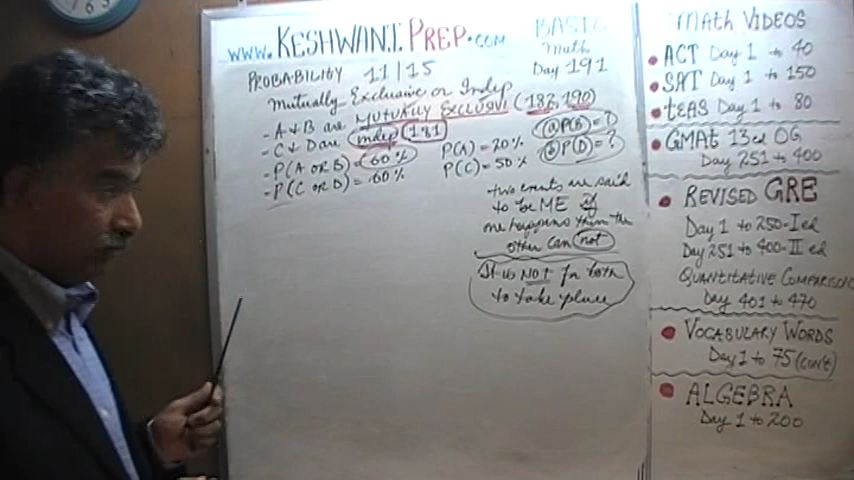 www.KESHWANI PREP.COM
BASIC
Math
Day 191
PROBABILITY 11/15
Mutually Exclusive or Indep
- A & B are MUTUALLY EXCLUSIVE (182, 190)
- C & D are indep (181)
- P(A OR B) = 60%
- P(C OR D) = 60%
P(A) = 20%
P(C) = 50%
(a) P(B) = ?
(b) P(D) = ?
two events are said
to be ME if
one happens then the
other can not
It is NOT for both
to take place
Math VIDEOS
ACT Day 1 to 40
SAT Day 1 to 150
tEAS Day 1 to 80
GMAt 13 ed OG
Day 251 to 400
REVISED GRE
Day 1 to 250-I ed
Day 251 to 400-II ed
QUANTITATIVE COMPARISONS
Day 401 to 470
VOCABULARY WORDS
Day 1 to 75 (con't)
ALGEBRA
Day 1 to 200